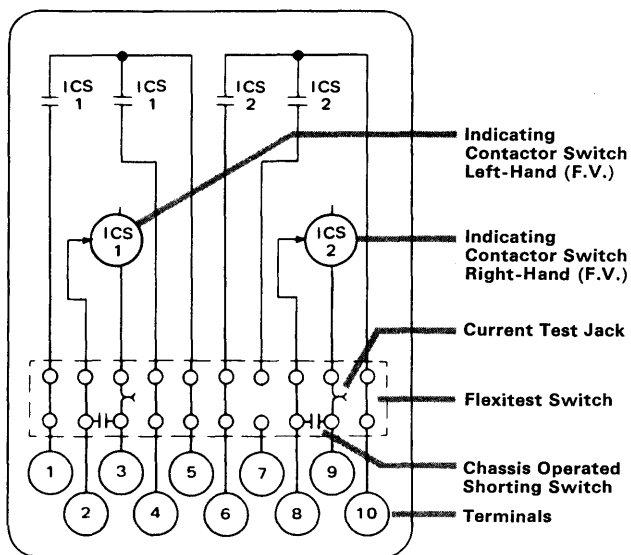 ICS
1
ICS
1
ICS
2
ICS
2
Indicating
Contactor Switch
Left-Hand (F.V.)
ICS
1
ICS
2
Indicating
Contactor Switch
Right-Hand (F.V.)
Current Test Jack
Flexitest Switch
1
3
5
7
9
Chassis Operated
Shorting Switch
2
4
6
8
10
Terminals